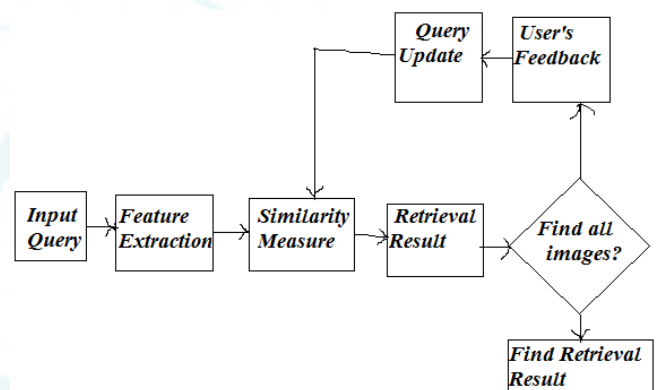 Query
Update
User's
Feedback
Input
Query
Feature
Extraction
Similarity
Measure
Retrieval
Result
Find all
images?
Find Retrieval
Result